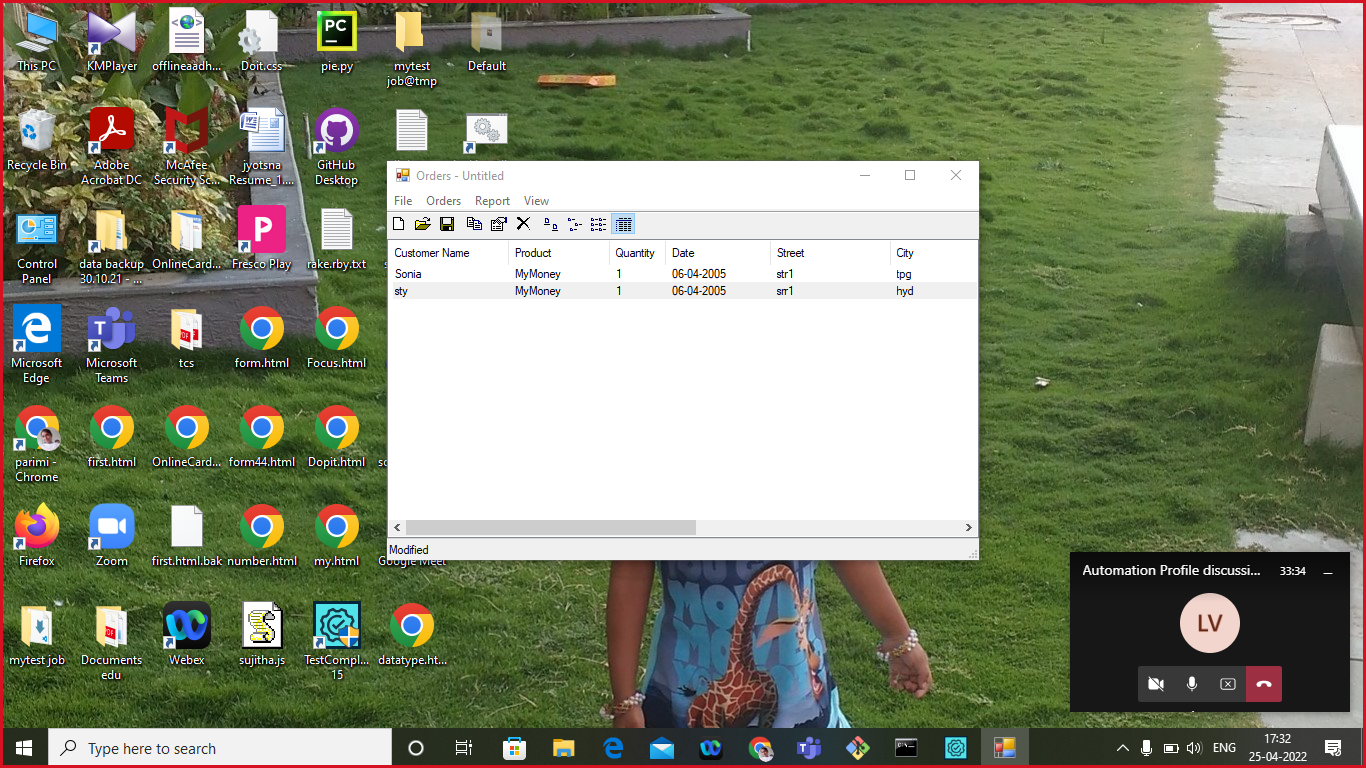 This PC
KMPlayer
offlineaadh...
Doit.css
PC
pie.py
mytest
job@tmp
Default
Recycle Bin
Adobe
Acrobat DC
McAfee
Security Sc...
jyotsna
Resume_1....
GitHub
Desktop
Control
Panel
data backup
30.10.21 - ...
OnlineCard...
Fresco Play
rake.rby.txt
Microsoft
Edge
Microsoft
Teams
tcs
form.html
Focus.html
parimi -
Chrome
first.html
OnlineCard...
form44.html
Dopit.html
Firefox
zoom
Zoom
first.html.bak
number.html
my.html
Google Meet
mytest job
Documents
edu
Webex
sujitha.js
TestCompl...
15
datatype.ht...
Orders - Untitled
File Orders Report View
Customer Name Product Quantity Date Street City
Sonia MyMoney 1 06-04-2005 str1 tpg
sty MyMoney 1 06-04-2005 srr1 hyd
Modified
Automation Profile discussi... 33:34
LV
Type here to search
ENG
17:32
25-04-2022